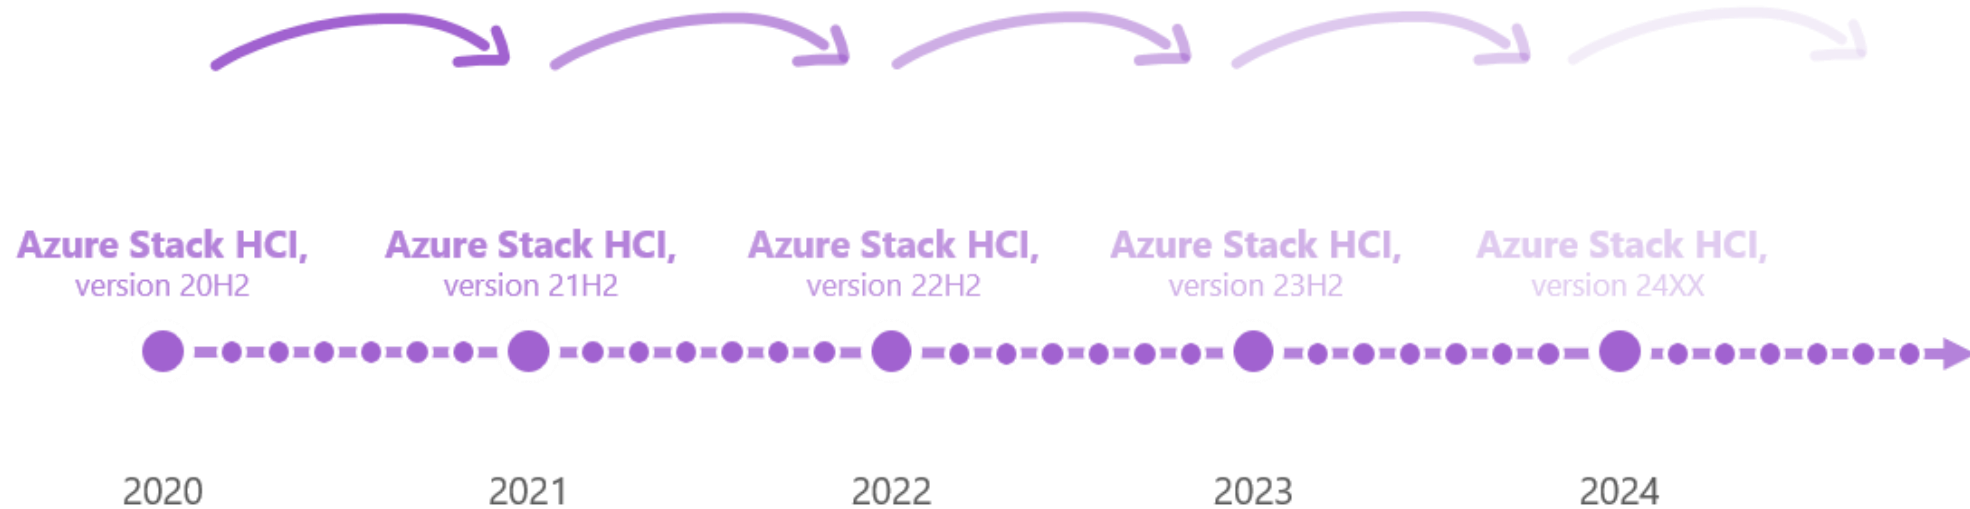 Azure Stack HCI,
version 20H2
Azure Stack HCI,
version 21H2
Azure Stack HCI,
version 22H2
Azure Stack HCI,
version 23H2
Azure Stack HCI,
version 24XX
2020
2021
2022
2023
2024